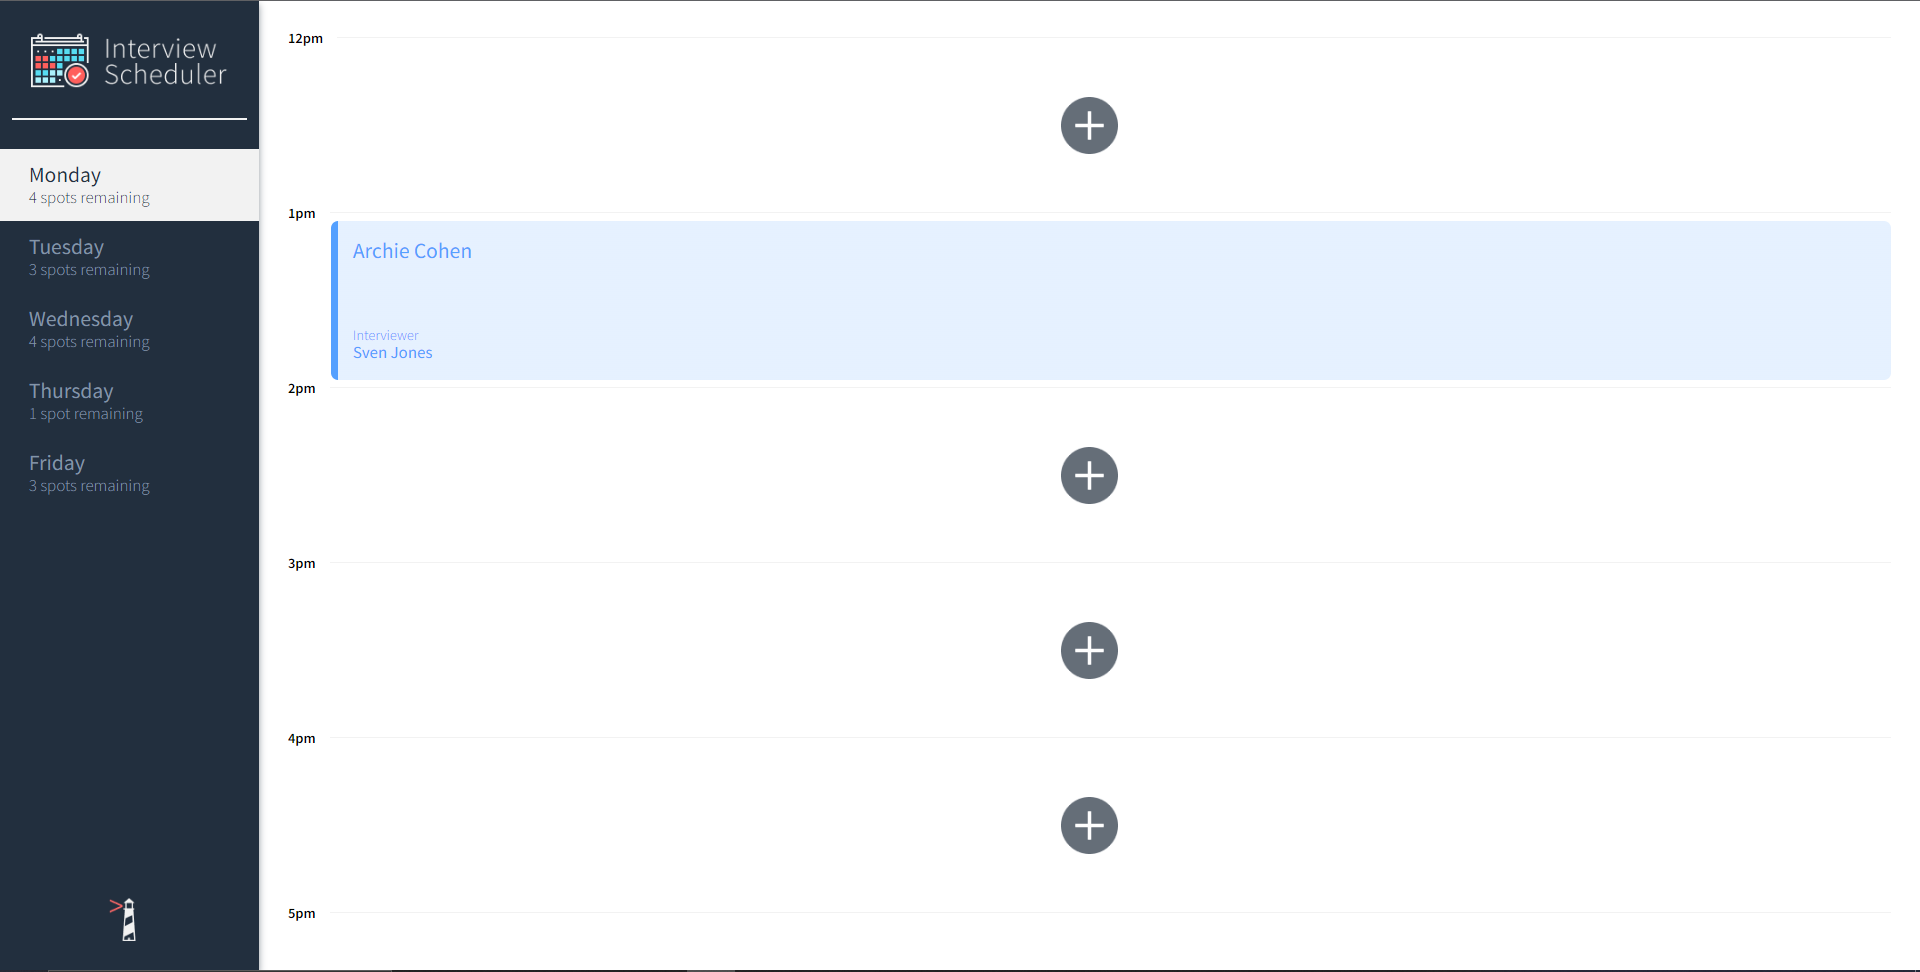 Interview
Scheduler
Monday
4 spots remaining
Tuesday
3 spots remaining
Wednesday
4 spots remaining
Thursday
1 spot remaining
Friday
3 spots remaining
12pm
1pm
Archie Cohen
Interviewer
Sven Jones
2pm
3pm
4pm
5pm